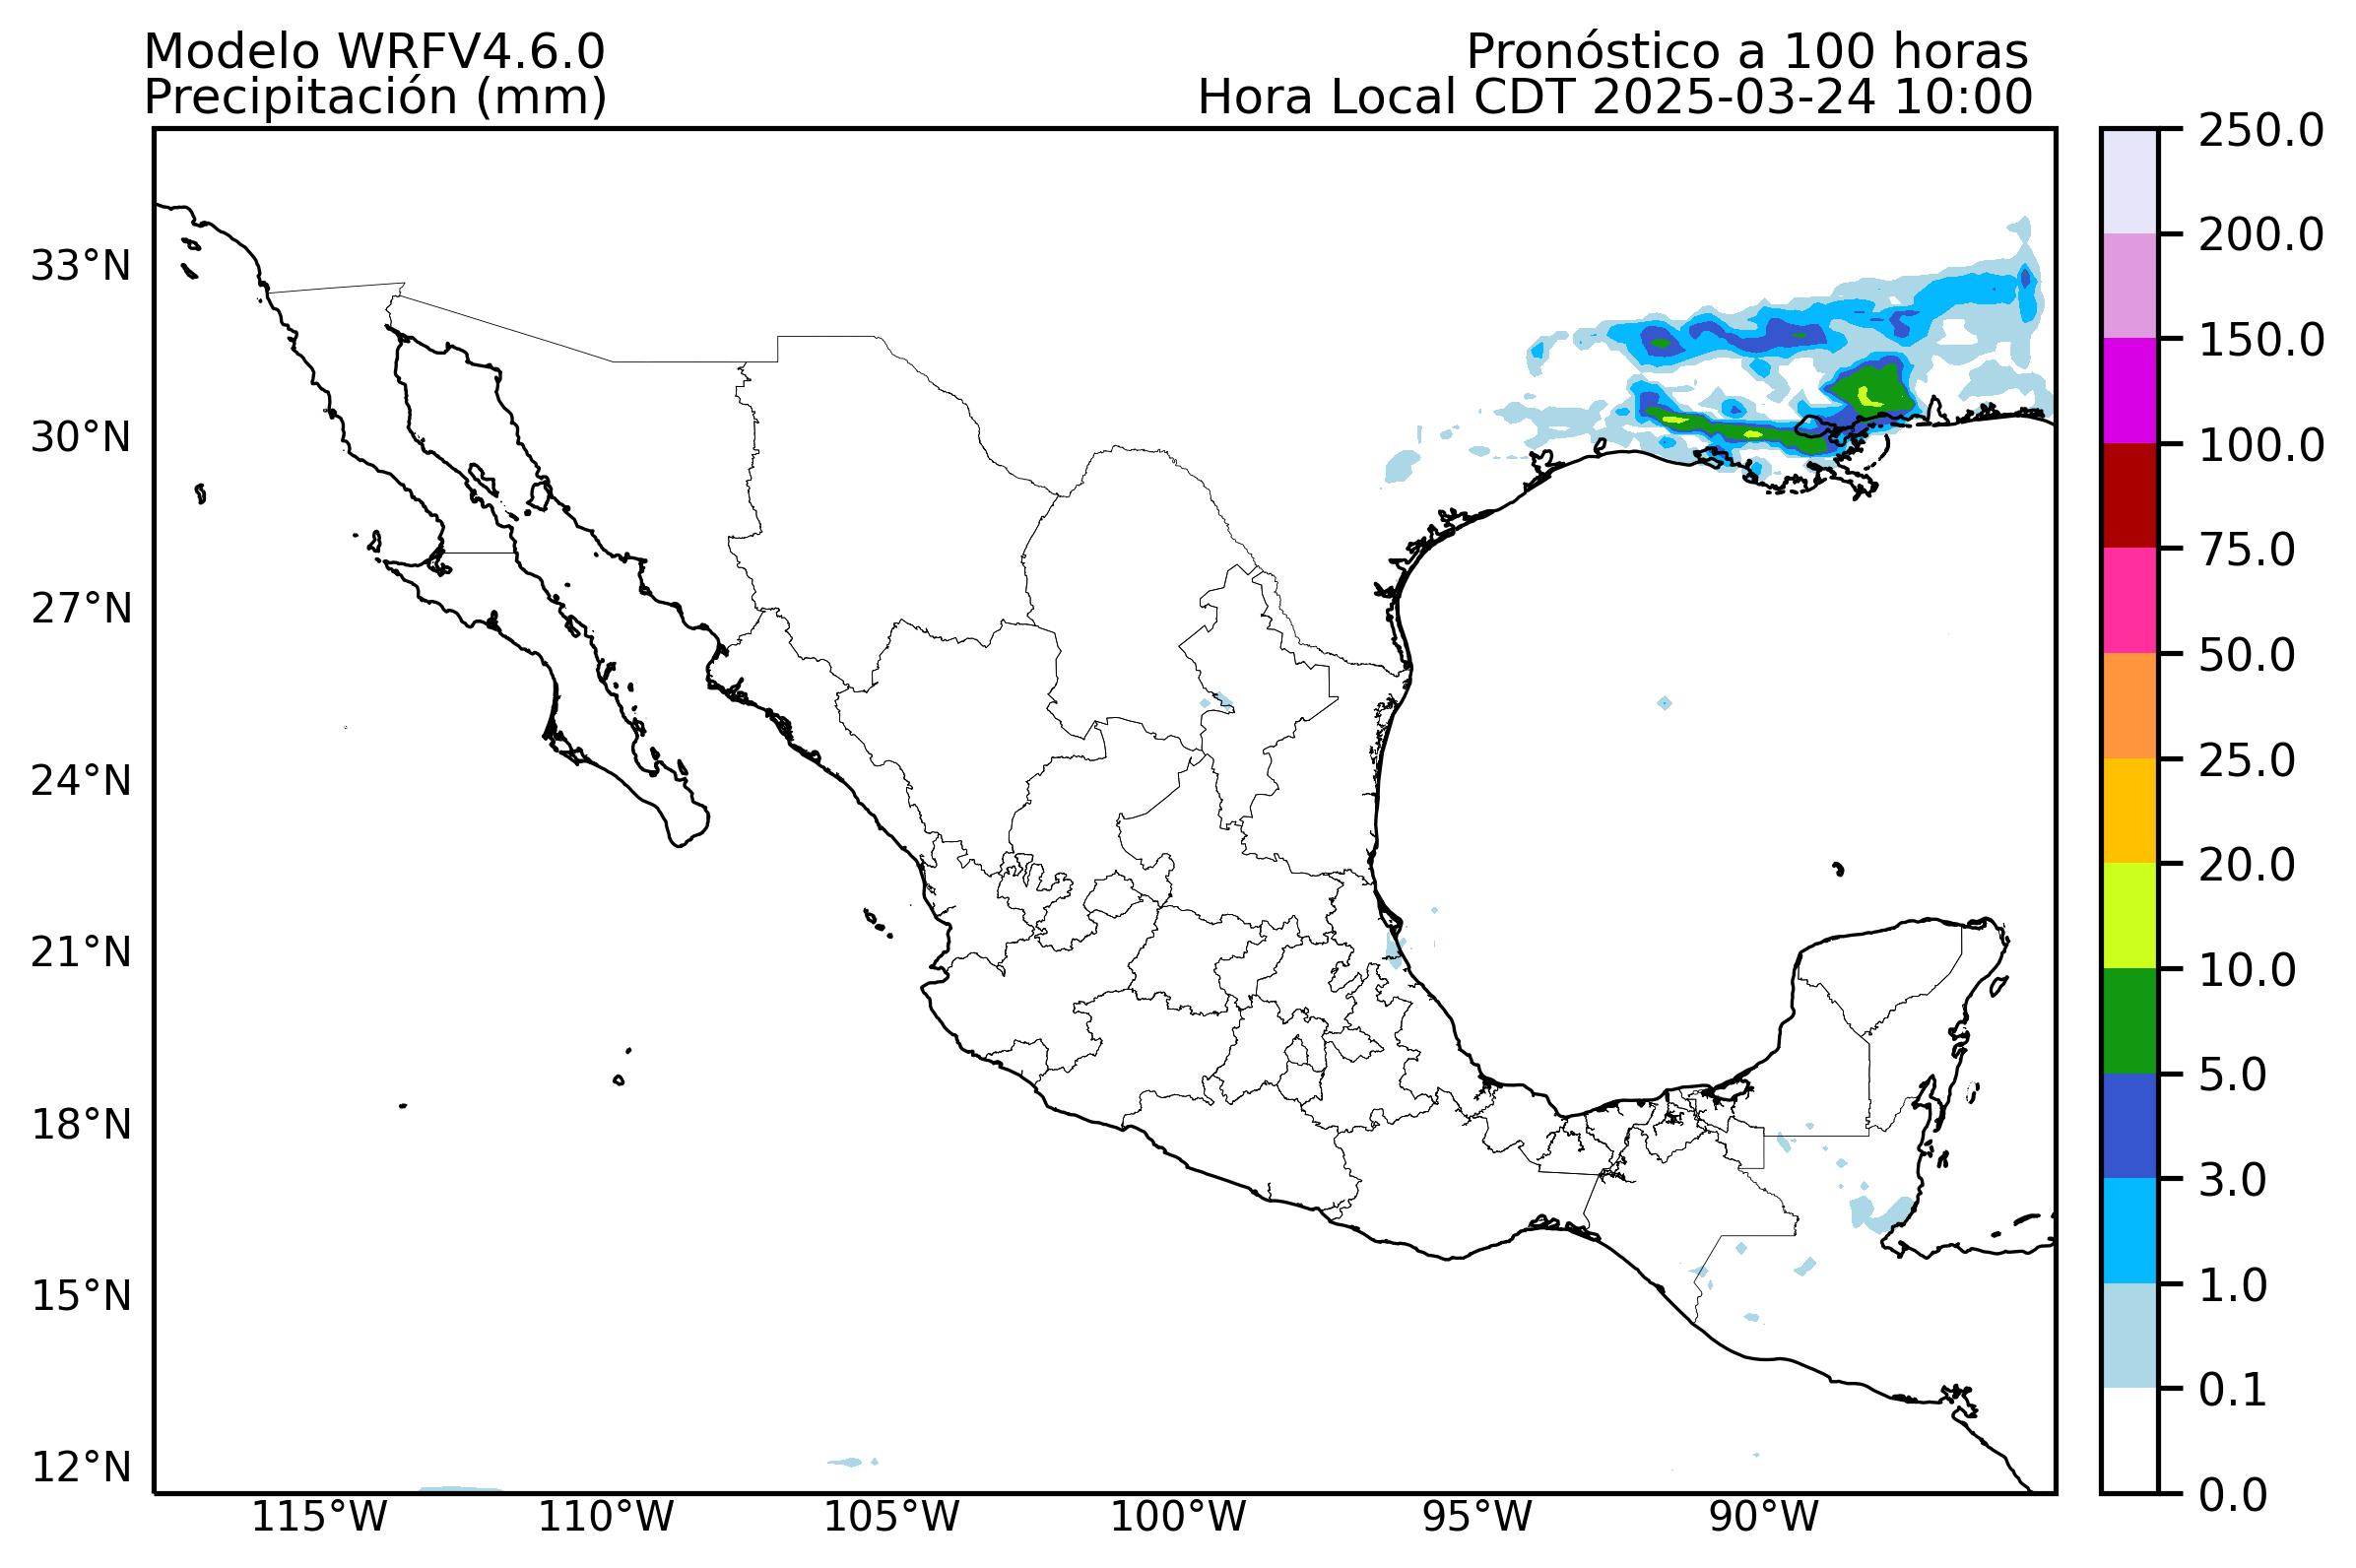 Modelo WRFV4.6.0
Precipitación (mm)
Pronóstico a 100 horas
Hora Local CDT 2025-03-24 10:00
33°N
30°N
27°N
24°N
21°N
18°N
15°N
12°N
115°W
110°W
105°W
100°W
95°W
90°W
250.0
200.0
150.0
100.0
75.0
50.0
25.0
20.0
10.0
5.0
3.0
1.0
0.1
0.0